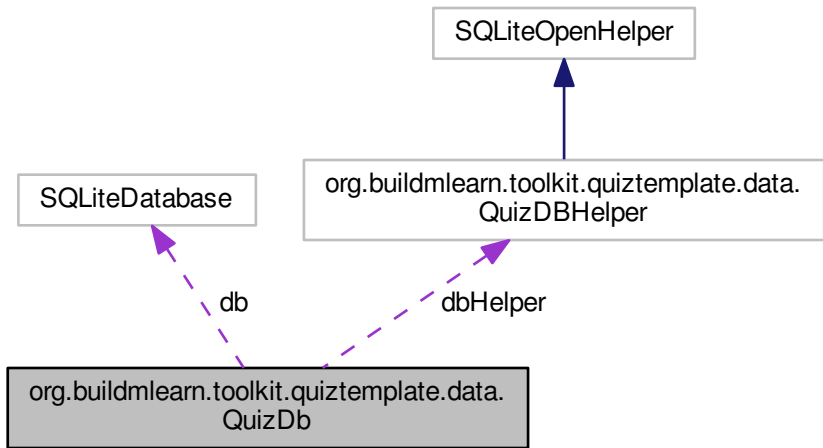 SQLiteOpenHelper
SQLiteDatabase
org.buildmlearn.toolkit.quiztemplate.data.
QuizDBHelper
db
dbHelper
org.buildmlearn.toolkit.quiztemplate.data.
QuizDb